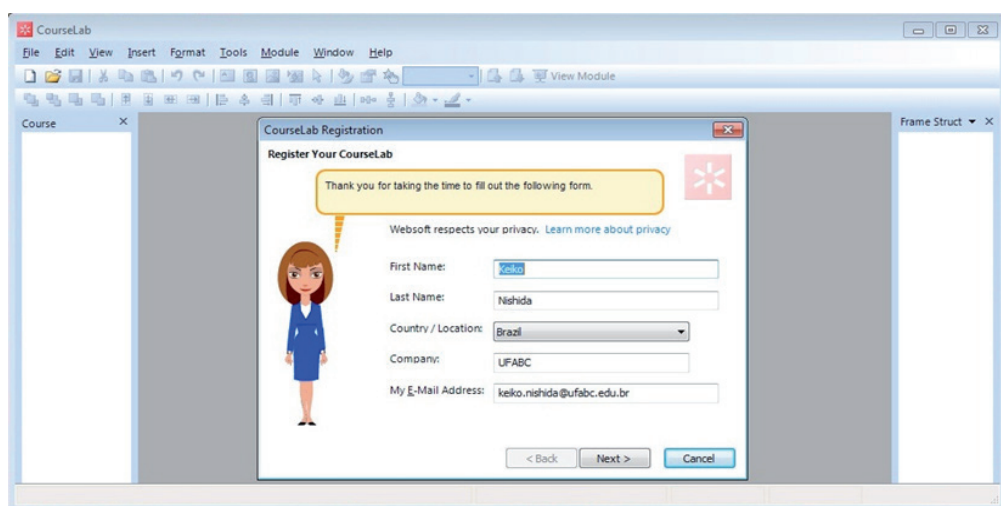 CourseLab
File Edit View Insert Format Tools Module Window Help
View Module
Course
Frame Struct
CourseLab Registration
Register Your CourseLab
Thank you for taking the time to fill out the following form.
Websoft respects your privacy. Learn more about privacy
First Name: Keiko
Last Name: Nishida
Country / Location: Brazil
Company: UFABC
My E-Mail Address: keiko.nishida@ufabc.edu.br
< Back Next > Cancel